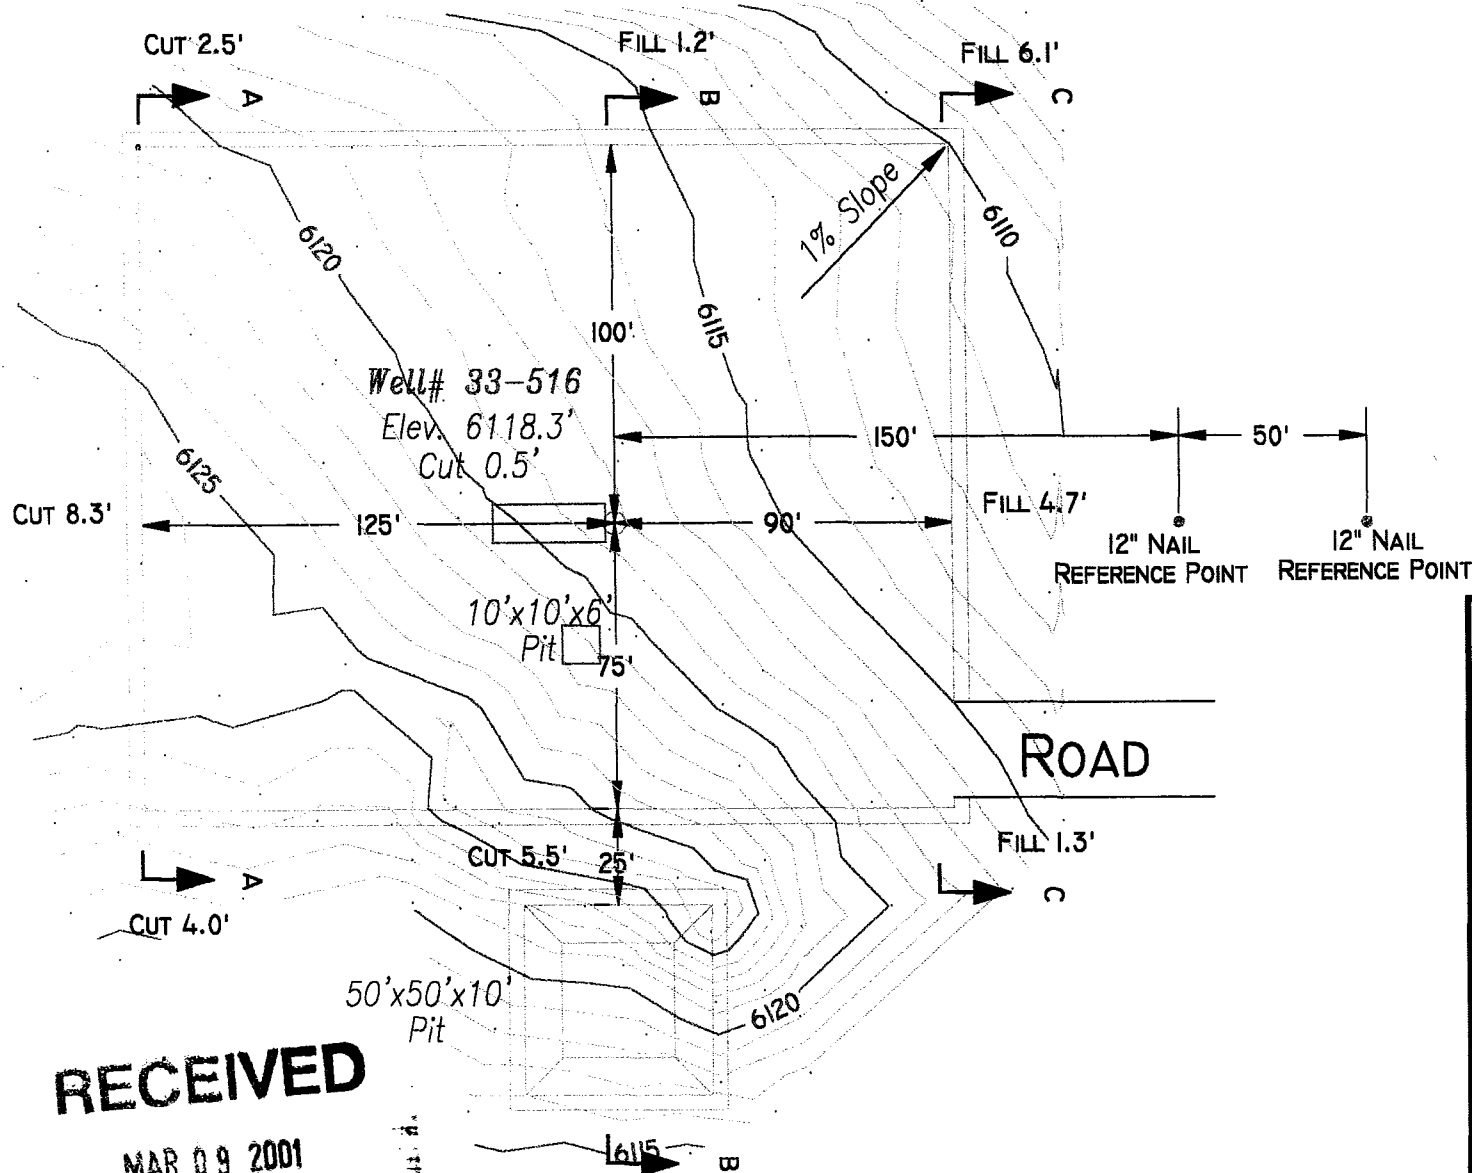 CUT 2.5'
FILL 1.2'
FILL 6.1'
A
B
C
1% Slope
6120
6110
6115
100'
Well# 33-516
Elev. 6118.3'
Cut 0.5'
150'
50'
6125
CUT 8.3'
125'
90'
FILL 4.7'
12" NAIL
REFERENCE POINT
12" NAIL
REFERENCE POINT
10'x10'x6'
Pit
75'
ROAD
CUT 5.5'
25'
FILL 1.3'
A
C
CUT 4.0'
50'x50'x10'
Pit
6120
RECEIVED
MAR 09 2001
6115
B